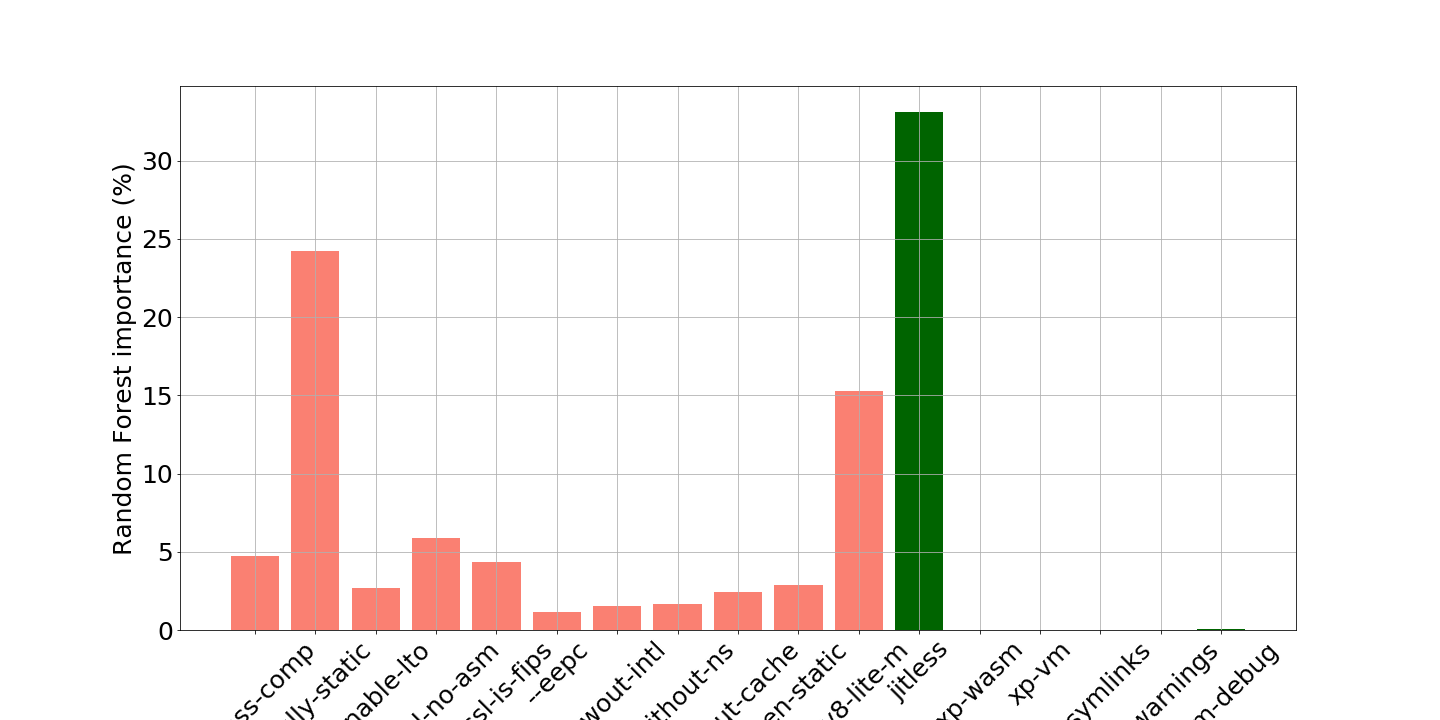 Random Forest importance (%)
30
25
20
15
10
5
0
ss-comp
lly-static
nable-lto
l-no-asm
sl-is-fips
--eepc
wout-intl
ithout-ns
ut-cache
en-static
v8-lite-m
jitless
xp-wasm
xp-vm
symlinks
warnings
m-debug